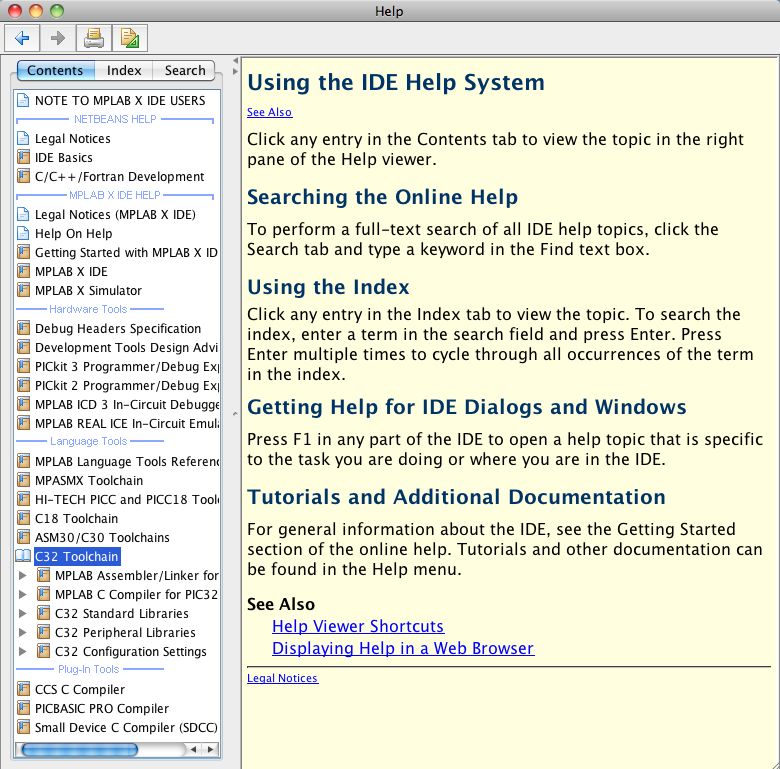 Help
Contents
Index
Search
NOTE TO MPLAB X IDE USERS
NETBEANS HELP
Legal Notices
IDE Basics
C/C++/Fortran Development
MPLAB X IDE HELP
Legal Notices (MPLAB X IDE)
Help On Help
Getting Started with MPLAB X ID
MPLAB X IDE
MPLAB X Simulator
Hardware Tools
Debug Headers Specification
Development Tools Design Advi
PICkit 3 Programmer/Debug Exp
PICkit 2 Programmer/Debug Exp
MPLAB ICD 3 In-Circuit Debugge
MPLAB REAL ICE In-Circuit Emula
Language Tools
MPLAB Language Tools Referenc
MPASMX Toolchain
HI-TECH PICC and PICC18 Toolc
C18 Toolchain
ASM30/C30 Toolchains
C32 Toolchain
MPLAB Assembler/Linker for
MPLAB C Compiler for PIC32
C32 Standard Libraries
C32 Peripheral Libraries
C32 Configuration Settings
Plug-In Tools
CCS C Compiler
PICBASIC PRO Compiler
Small Device C Compiler (SDCC)
Using the IDE Help System
See Also
Click any entry in the Contents tab to view the topic in the right
pane of the Help viewer.
Searching the Online Help
To perform a full-text search of all IDE help topics, click the
Search tab and type a keyword in the Find text box.
Using the Index
Click any entry in the Index tab to view the topic. To search the
index, enter a term in the search field and press Enter. Press
Enter multiple times to cycle through all occurrences of the term
in the index.
Getting Help for IDE Dialogs and Windows
Press F1 in any part of the IDE to open a help topic that is specific
to the task you are doing or where you are in the IDE.
Tutorials and Additional Documentation
For general information about the IDE, see the Getting Started
section of the online help. Tutorials and other documentation can
be found in the Help menu.
See Also
Help Viewer Shortcuts
Displaying Help in a Web Browser
Legal Notices